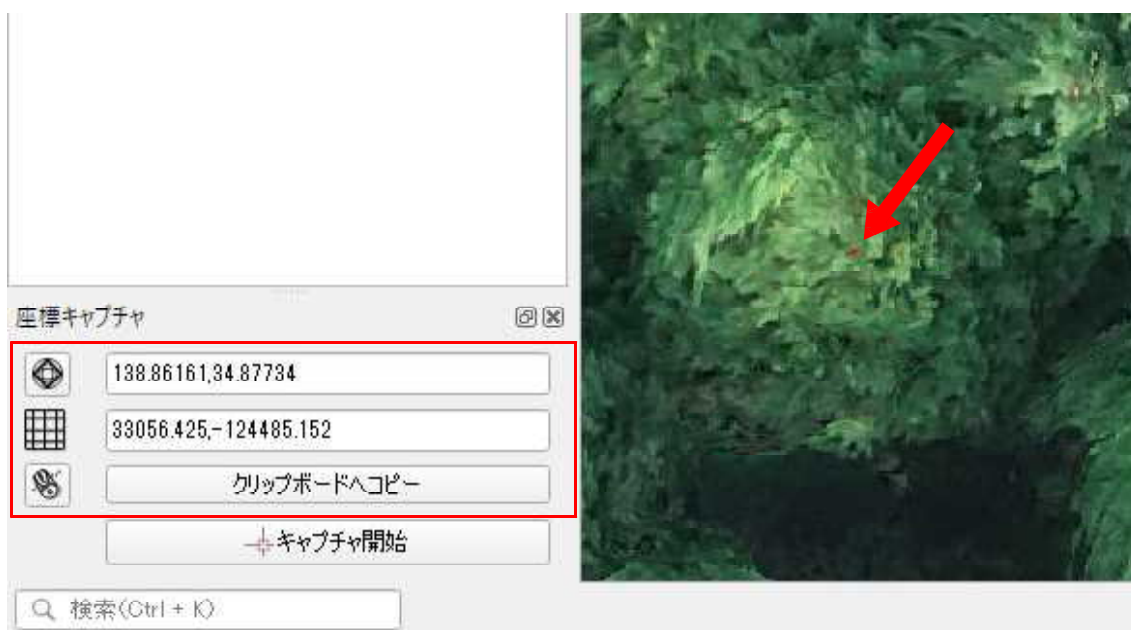 座標キャプチャ
138.86161,34.87734
33056.425,-124485.152
クリップボードへコピー
キャプチャ開始
検索(Ctrl + K)